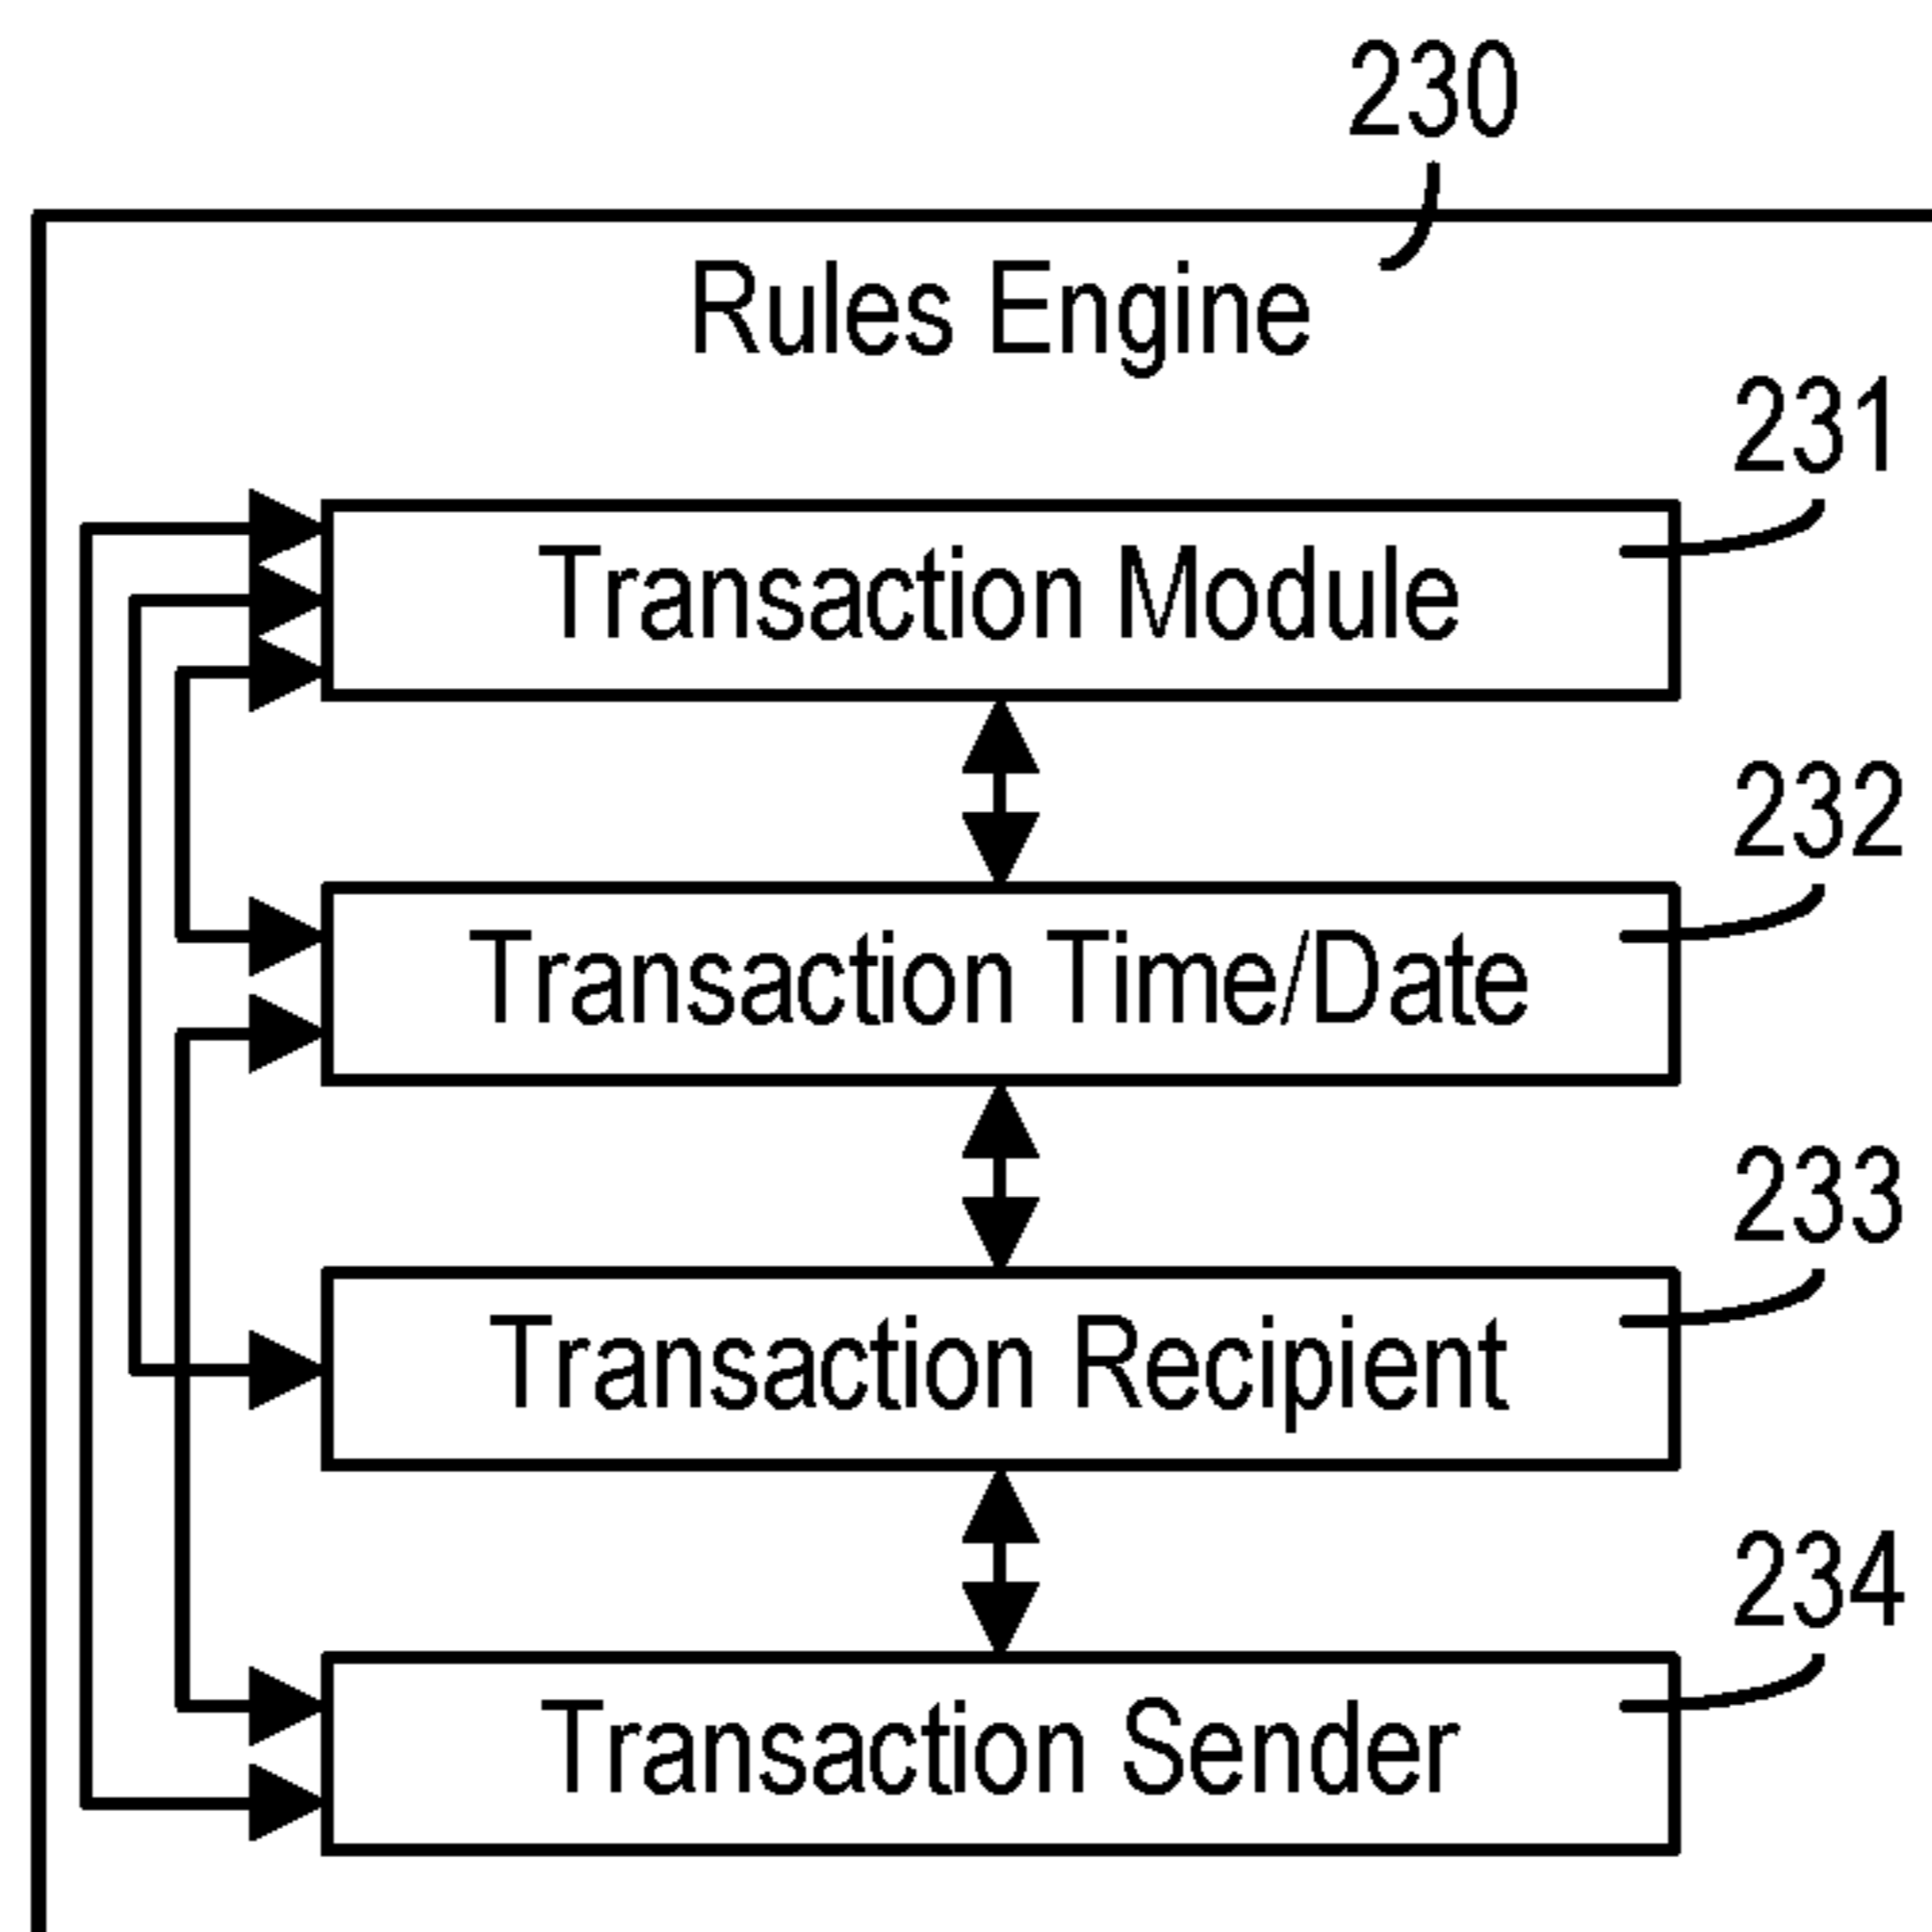 230
Rules Engine
231
Transaction Module
232
Transaction Time/Date
233
Transaction Recipient
234
Transaction Sender